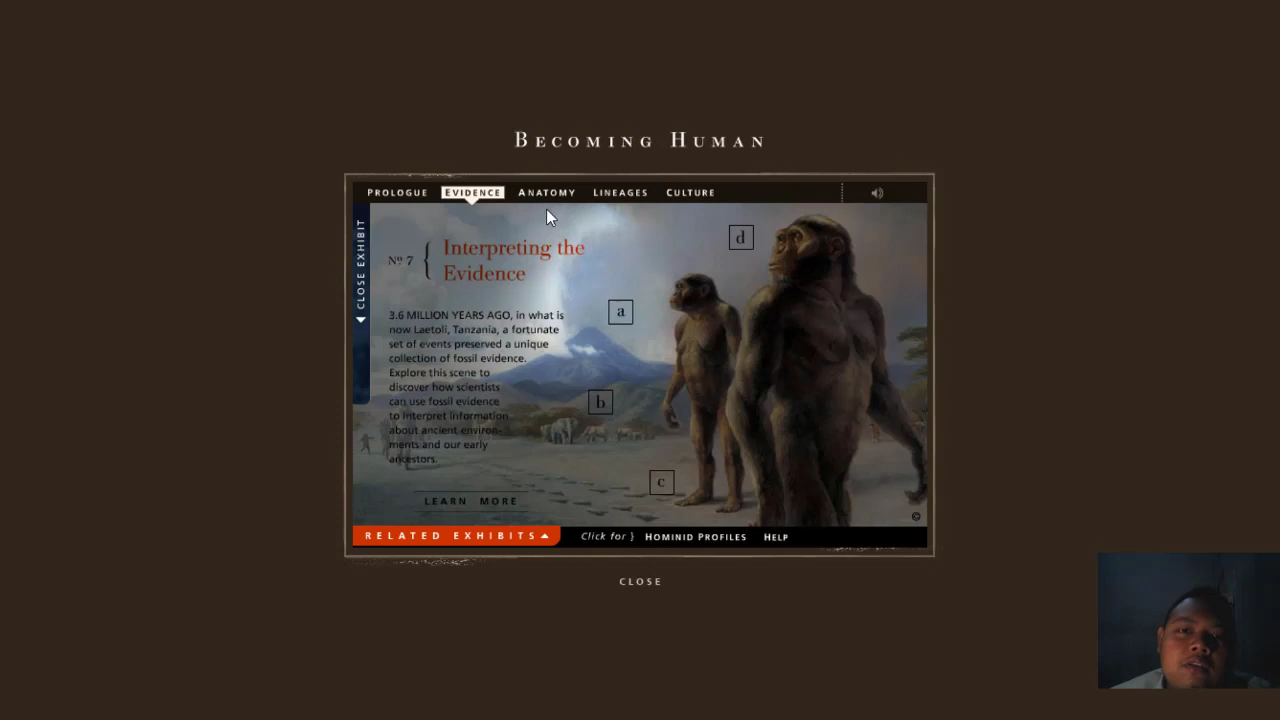 BECOMING HUMAN
PROLOGUE EVIDENCE ANATOMY LINEAGES CULTURE
CLOSE EXHIBIT
Nº 7 { Interpreting the
Evidence
3.6 MILLION YEARS AGO, in what is
now Laetoli, Tanzania, a fortunate
set of events preserved a unique
collection of fossil evidence.
Explore this scene to
discover how scientists
can use fossil evidence
to interpret information
about ancient environ-
ments and our early
ancestors.
LEARN MORE
d
a
b
c
©
RELATED EXHIBITS Click for } HOMINID PROFILES HELP
CLOSE